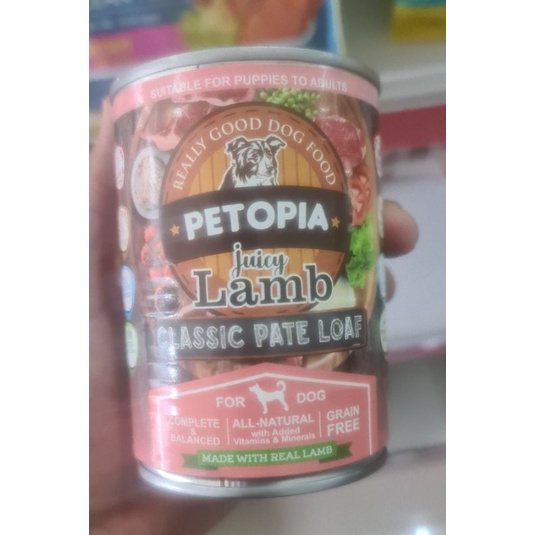 SUITABLE FOR PUPPIES TO ADULTS
REALLY GOOD DOG FOOD
PETOPIA
juicy
Lamb
CLASSIC PATE LOAF
FOR DOG
COMPLETE
&
BALANCED
ALL-NATURAL
with Added
Vitamins & Minerals
GRAIN
FREE
MADE WITH REAL LAMB